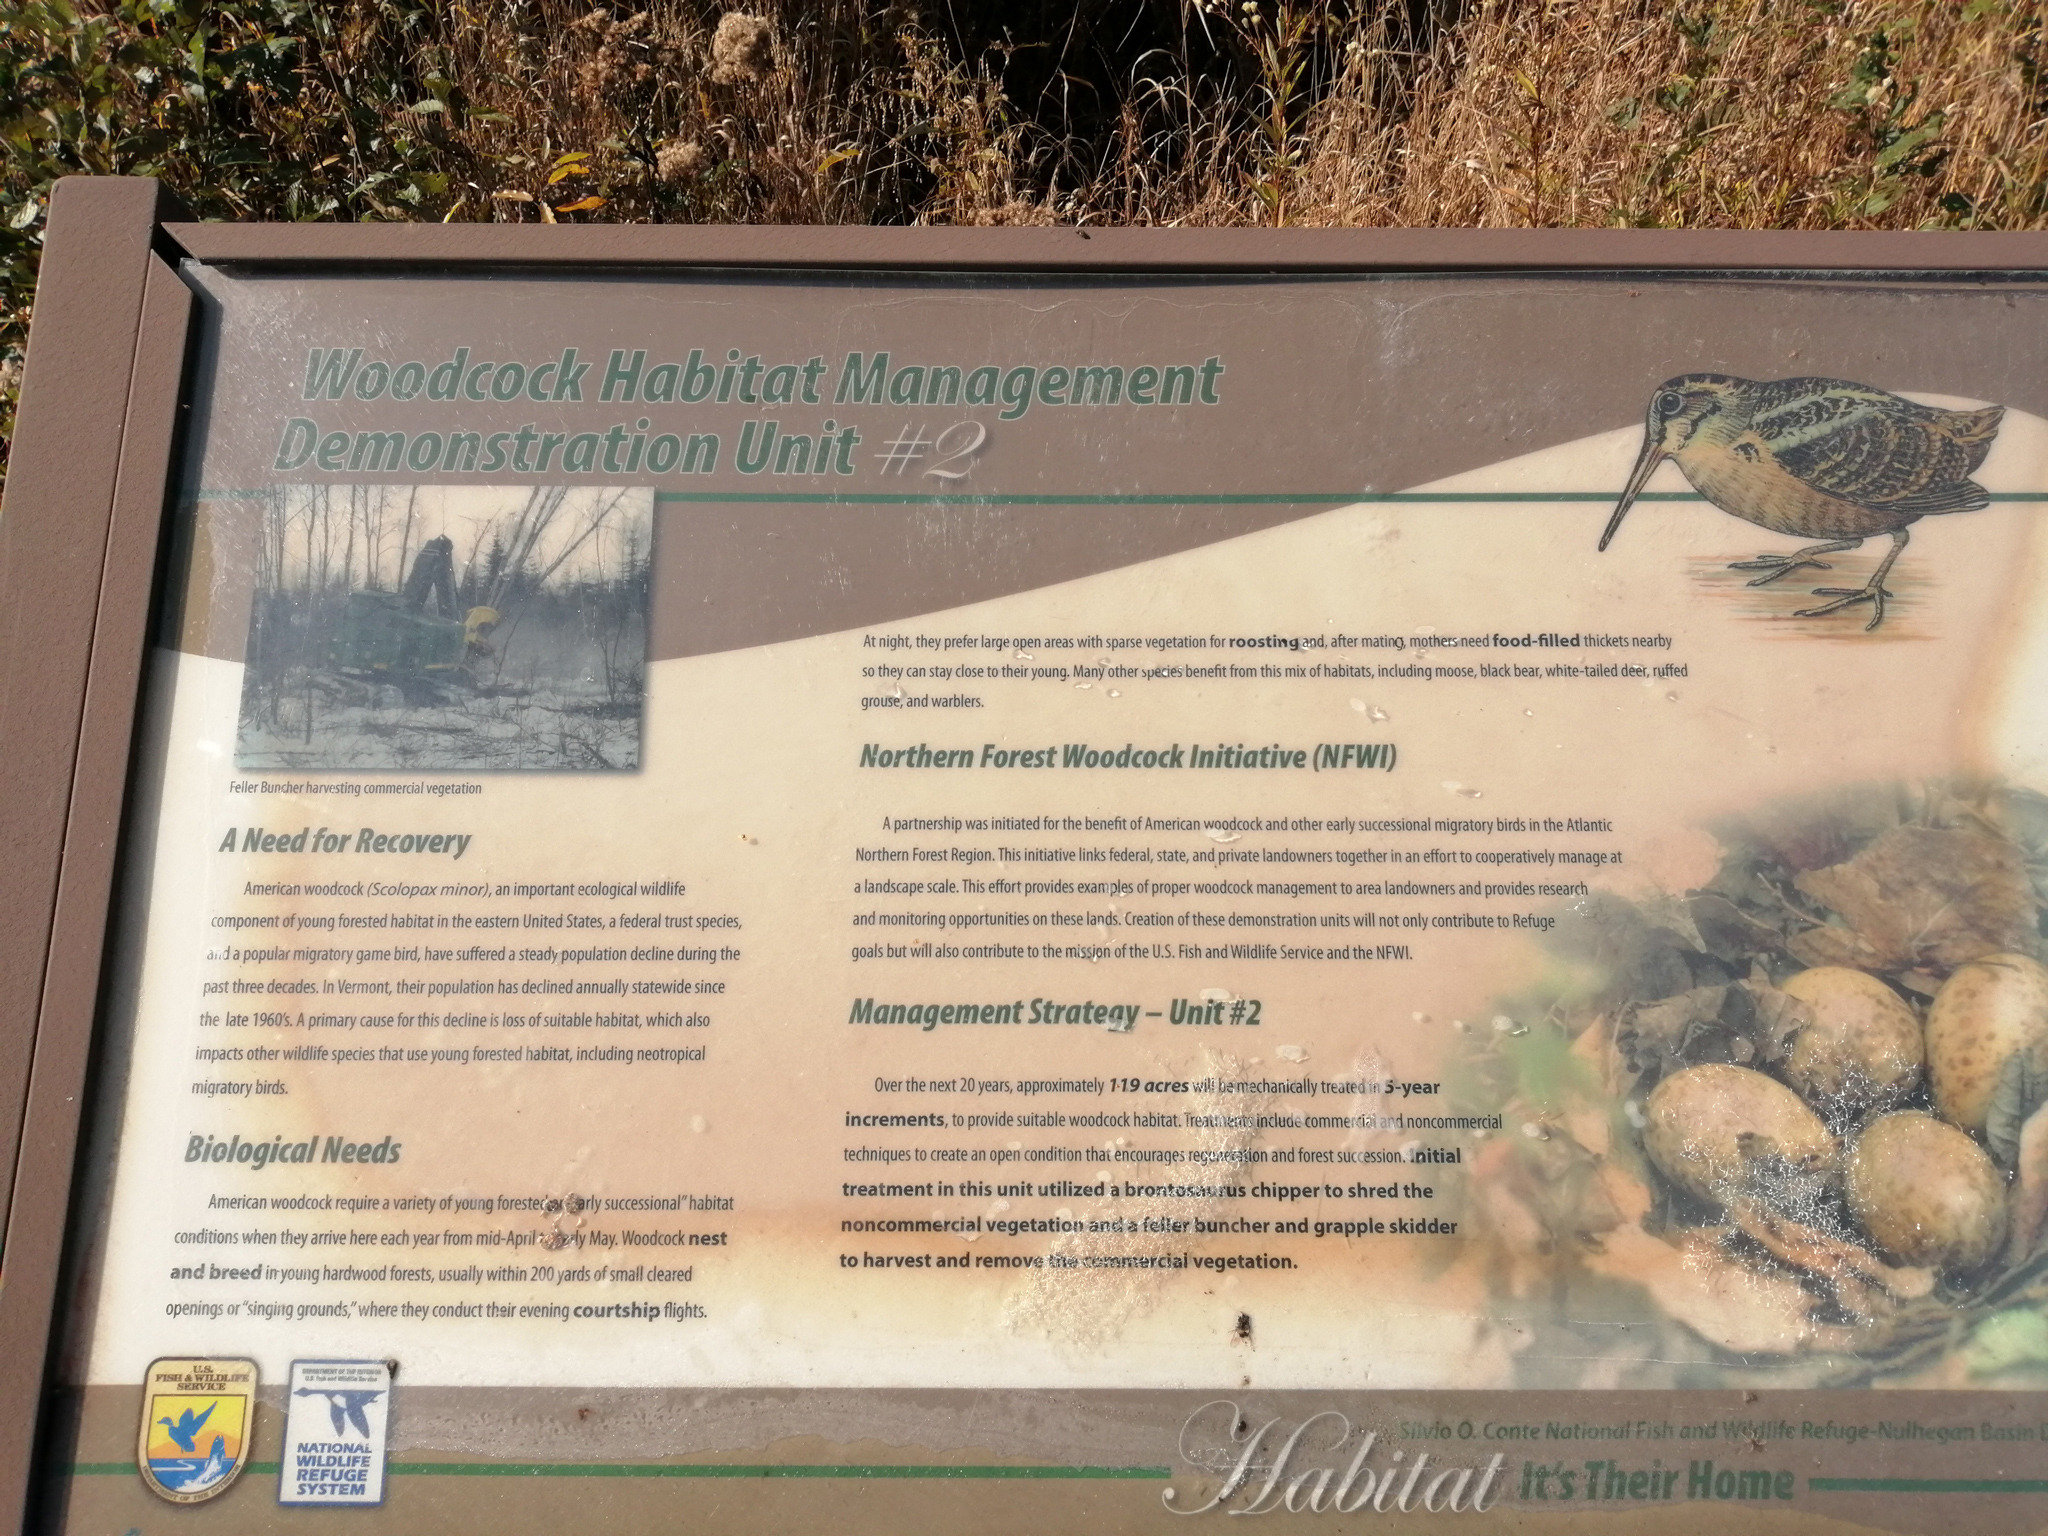 Woodcock Habitat Management
Demonstration Unit #2
Feller Buncher harvesting commercial vegetation
A Need for Recovery
American woodcock (Scolopax minor), an important ecological wildlife
component of young forested habitat in the eastern United States, a federal trust species,
and a popular migratory game bird, have suffered a steady population decline during the
past three decades. In Vermont, their population has declined annually statewide since
the late 1960's. A primary cause for this decline is loss of suitable habitat, which also
impacts other wildlife species that use young forested habitat, including neotropical
migratory birds.
Biological Needs
American woodcock require a variety of young forested successional" habitat
conditions when they arrive here each year from mid-April May. Woodcock nest
and breed in young hardwood forests, usually within 200 yards of small cleared
openings or "singing grounds," where they conduct their evening courtship flights.
At night, they prefer large open areas with sparse vegetation for roosting and, after mating, mothers need food-filled thickets nearby
so they can stay close to their young. Many other species benefit from this mix of habitats, including moose, black bear, white-tailed deer, ruffed
grouse, and warblers.
Northern Forest Woodcock Initiative (NFWI)
A partnership was initiated for the benefit of American woodcock and other early successional migratory birds in the Atlantic
Northern Forest Region. This initiative links federal, state, and private landowners together in an effort to cooperatively manage at
a landscape scale. This effort provides examples of proper woodcock management to area landowners and provides research
and monitoring opportunities on these lands. Creation of these demonstration units will not only contribute to Refuge
goals but will also contribute to the mission of the U.S. Fish and Wildlife Service and the NFWI.
Management Strategy – Unit #2
Over the next 20 years, approximately 119 acres will be mechanically treated in 5-year
increments, to provide suitable woodcock habitat. Treatments include commercial and noncommercial
techniques to create an open condition that encourages regeneration and forest succession. Initial
treatment in this unit utilized a brontosaurus chipper to shred the
noncommercial vegetation and a feller buncher and grapple skidder
to harvest and remove the commercial vegetation.
U.S.
FISH & WILDLIFE
SERVICE
DEPARTMENT OF THE INTERIOR
DEPARTMENT OF THE INTERIOR
U.S. Fish and Wildlife Service
NATIONAL
WILDLIFE
REFUGE
SYSTEM
Silvio O. Conte National Fish and Wildlife Refuge-Nulhegan Basin
Habitat It's Their Home